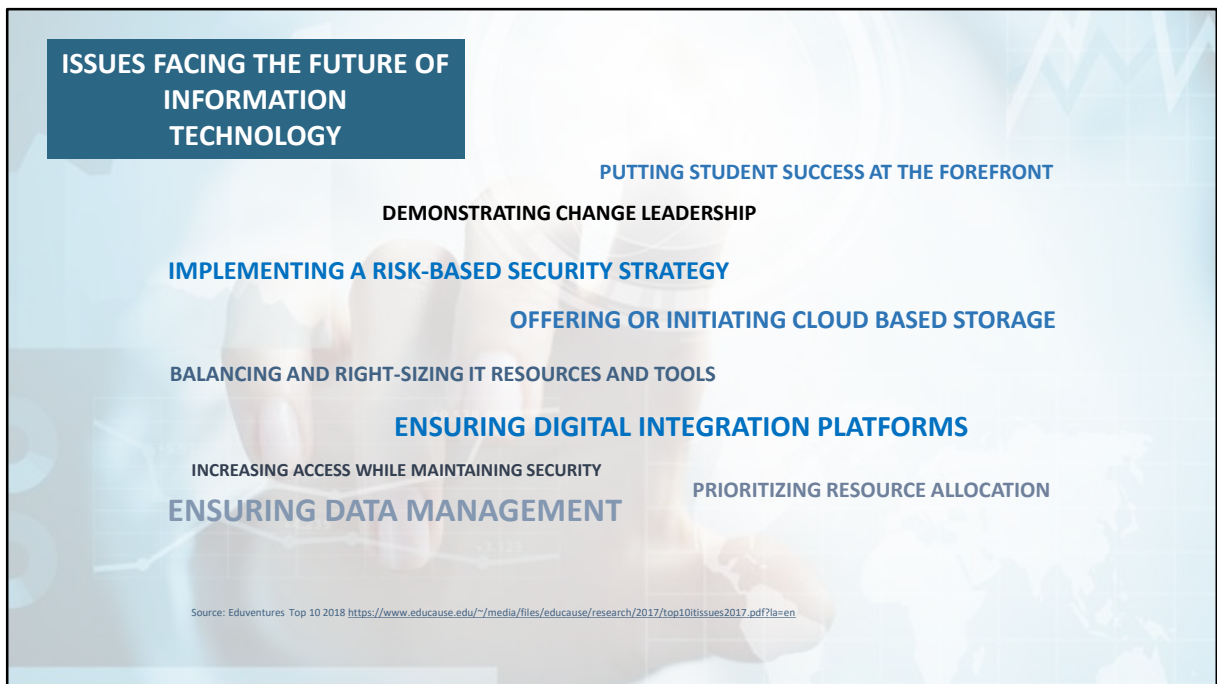 ISSUES FACING THE FUTURE OF
INFORMATION
TECHNOLOGY
PUTTING STUDENT SUCCESS AT THE FOREFRONT
DEMONSTRATING CHANGE LEADERSHIP
IMPLEMENTING A RISK-BASED SECURITY STRATEGY
OFFERING OR INITIATING CLOUD BASED STORAGE
BALANCING AND RIGHT-SIZING IT RESOURCES AND TOOLS
ENSURING DIGITAL INTEGRATION PLATFORMS
INCREASING ACCESS WHILE MAINTAINING SECURITY
PRIORITIZING RESOURCE ALLOCATION
ENSURING DATA MANAGEMENT
Source: Eduventures Top 10 2018 https://www.educause.edu/~/media/files/educause/research/2017/top10itissues2017.pdf?la=en